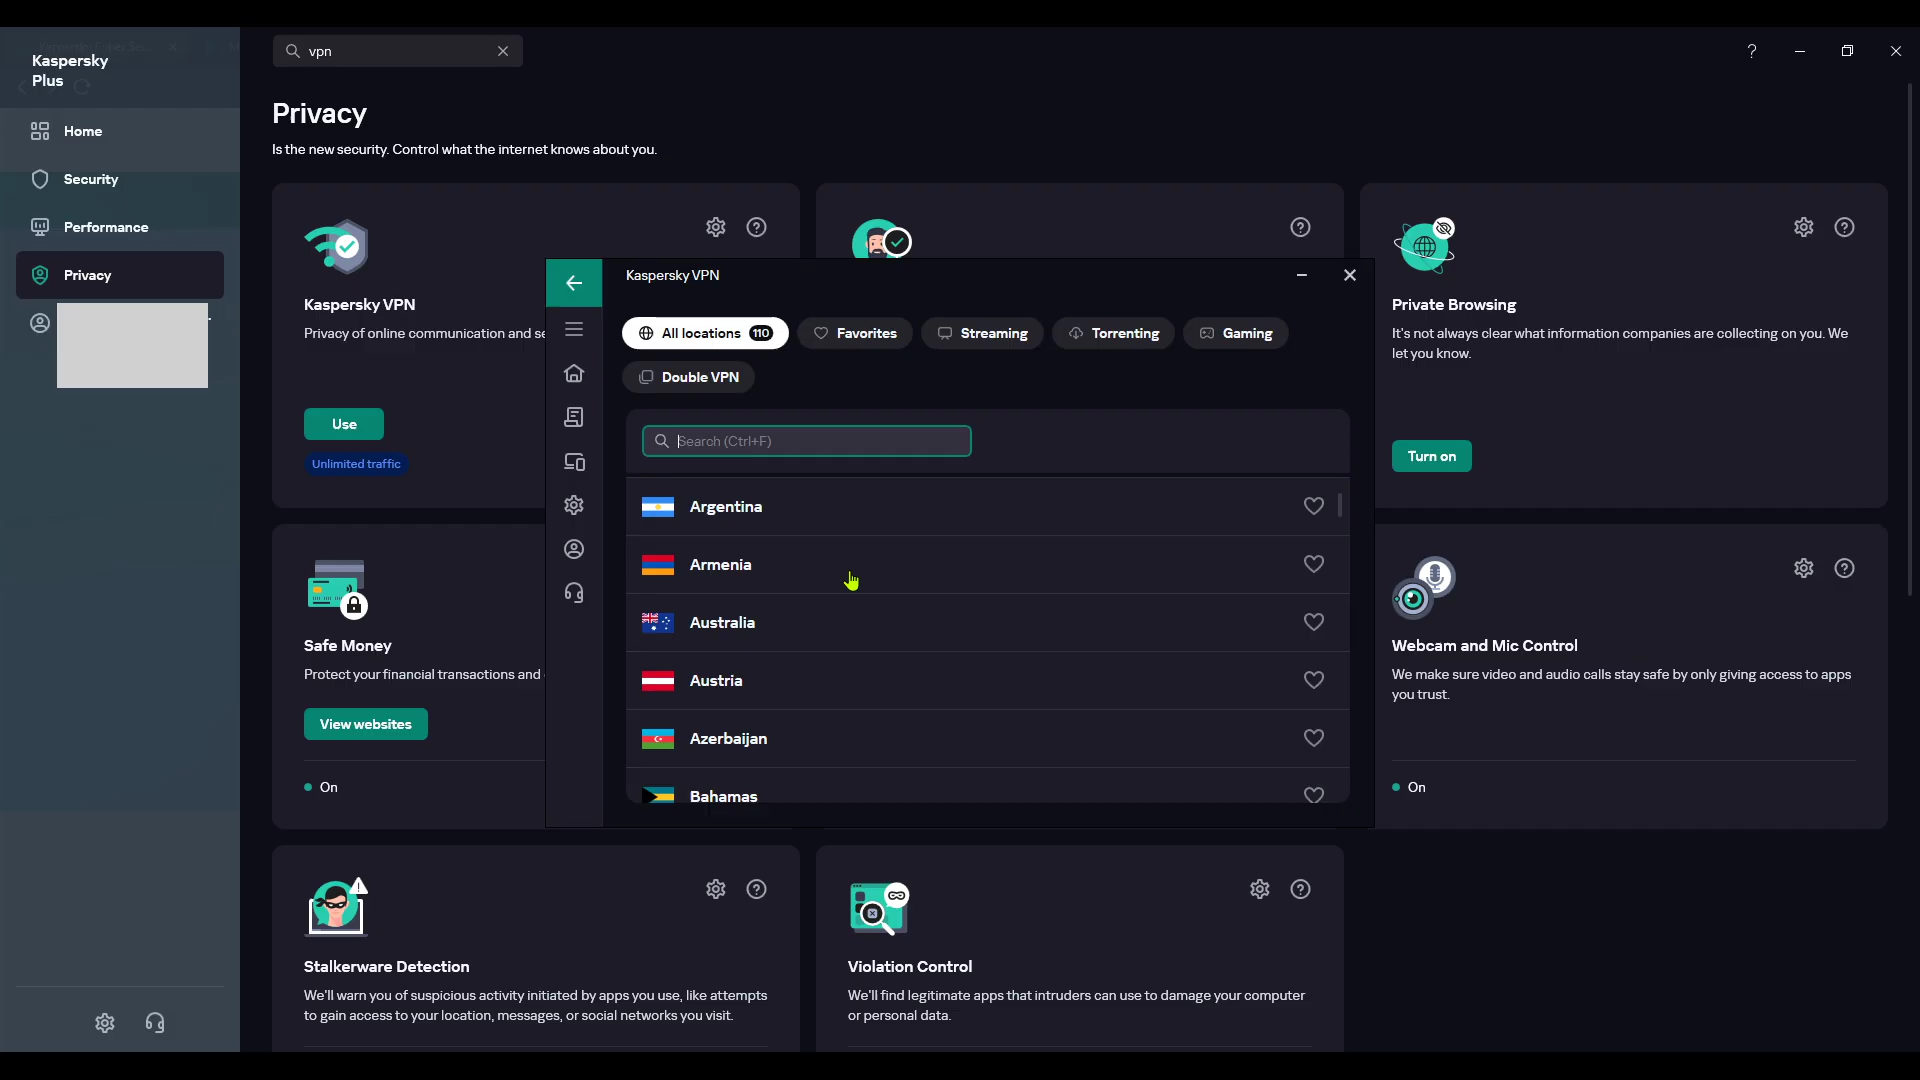 Kaspersky
Plus
Home
Security
Performance
Privacy
vpn
Privacy
Is the new security. Control what the internet knows about you.
Kaspersky VPN
Privacy of online communication and se
Use
Unlimited traffic
Private Browsing
It's not always clear what information companies are collecting on you. We
let you know.
Turn on
Kaspersky VPN
All locations 110
Favorites
Streaming
Torrenting
Gaming
Double VPN
Search (Ctrl+F)
Argentina
Armenia
Australia
Austria
Azerbaijan
Bahamas
Safe Money
Protect your financial transactions and
View websites
On
Webcam and Mic Control
We make sure video and audio calls stay safe by only giving access to apps
you trust.
On
Stalkerware Detection
We'll warn you of suspicious activity initiated by apps you use, like attempts
to gain access to your location, messages, or social networks you visit.
Violation Control
We'll find legitimate apps that intruders can use to damage your computer
or personal data.